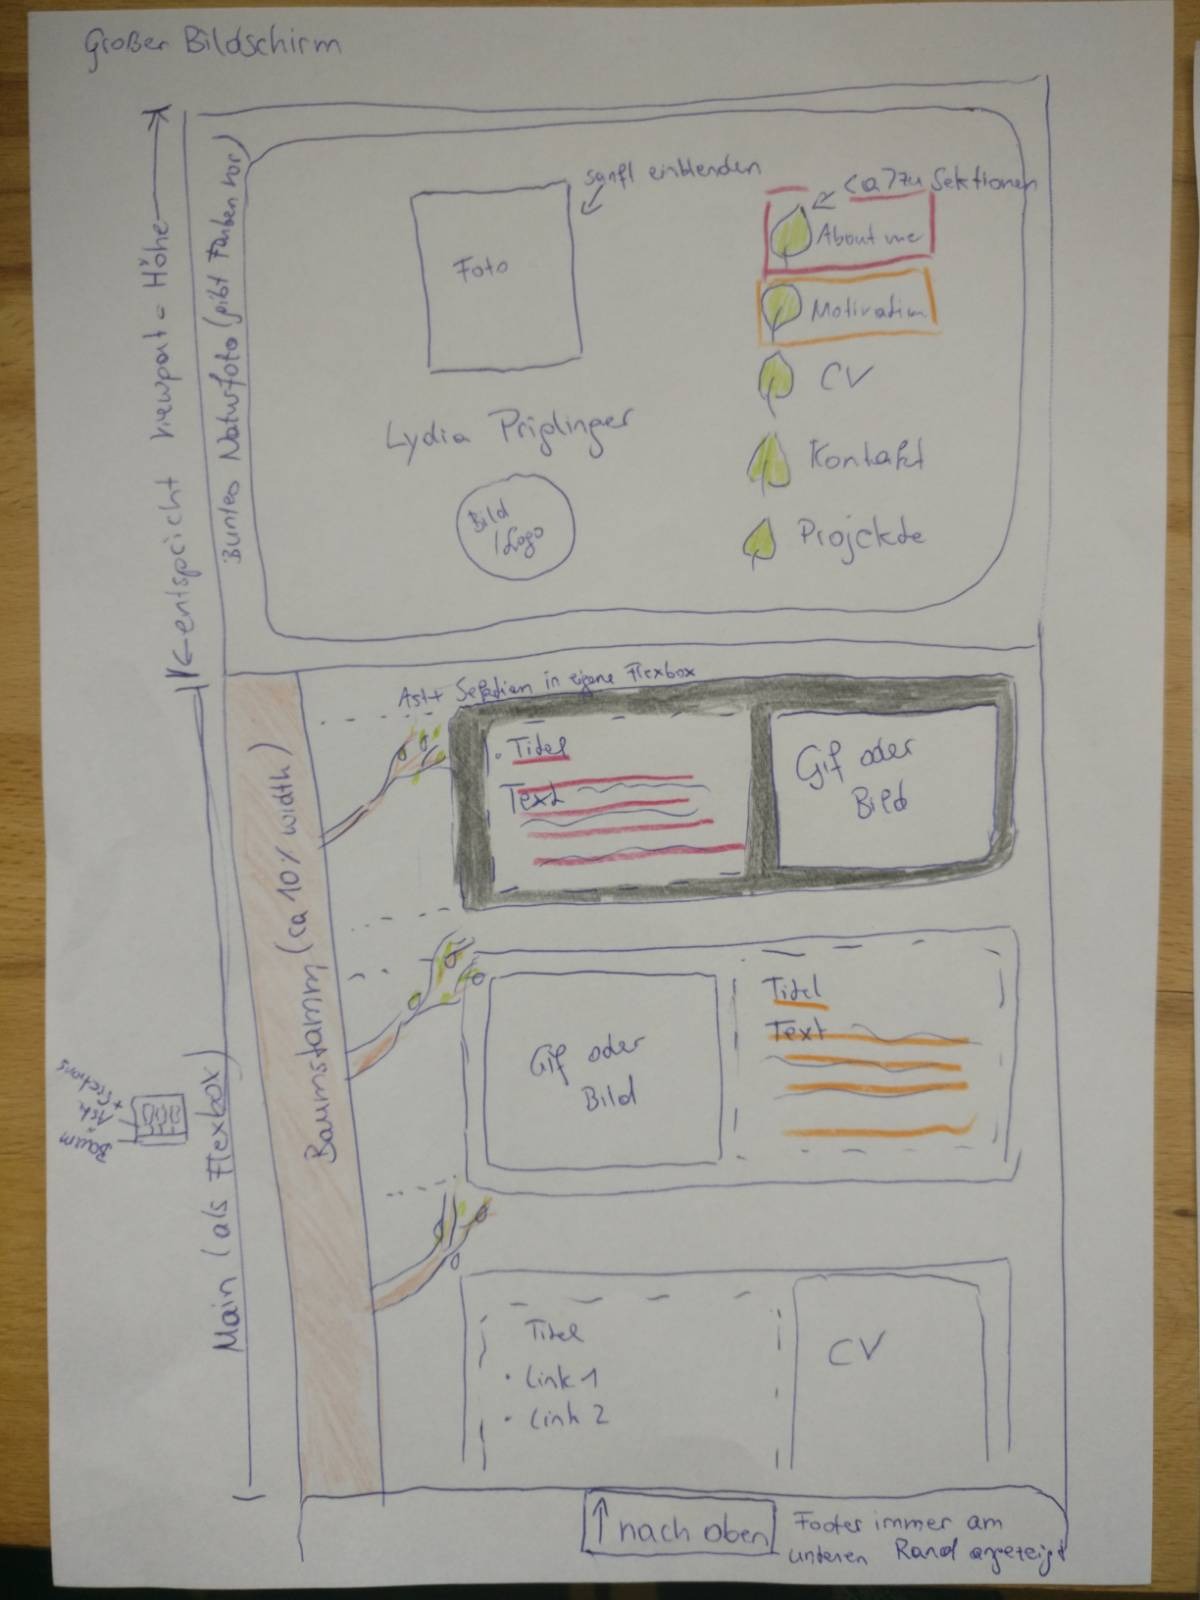 Großer Bildschirm
<- entspricht viewport - Höhe ->
Buntes Naturfoto (gibt Farben vor)
sanft einblenden
Foto
<a> zu Sektionen
About me
Motivation
CV
Kontakt
Projekte
Lydia Priglinger
Bild
/Logo
Ast + Sektion in eigene Flexbox
Titel
Text
Gif oder
Bild
Baumstamm (ca 10% width)
Gif oder
Bild
Titel
Text
Main (als Flexbox)
Baum
Ast
+ Sections
Titel
• Link 1
• Link 2
CV
↑ nach oben
Footer immer am
unteren Rand angezeigt